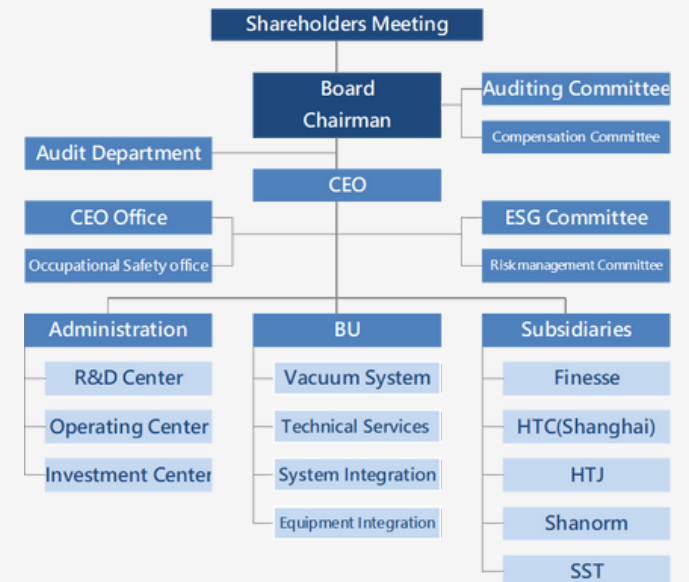 Shareholders Meeting
Board
Chairman
Auditing Committee
Compensation Committee
Audit Department
CEO
CEO Office
ESG Committee
Occupational Safety office
Risk management Committee
Administration
BU
Subsidiaries
R&D Center
Vacuum System
Finesse
Operating Center
Technical Services
HTC(Shanghai)
Investment Center
System Integration
HTJ
Equipment Integration
Shanorm
SST